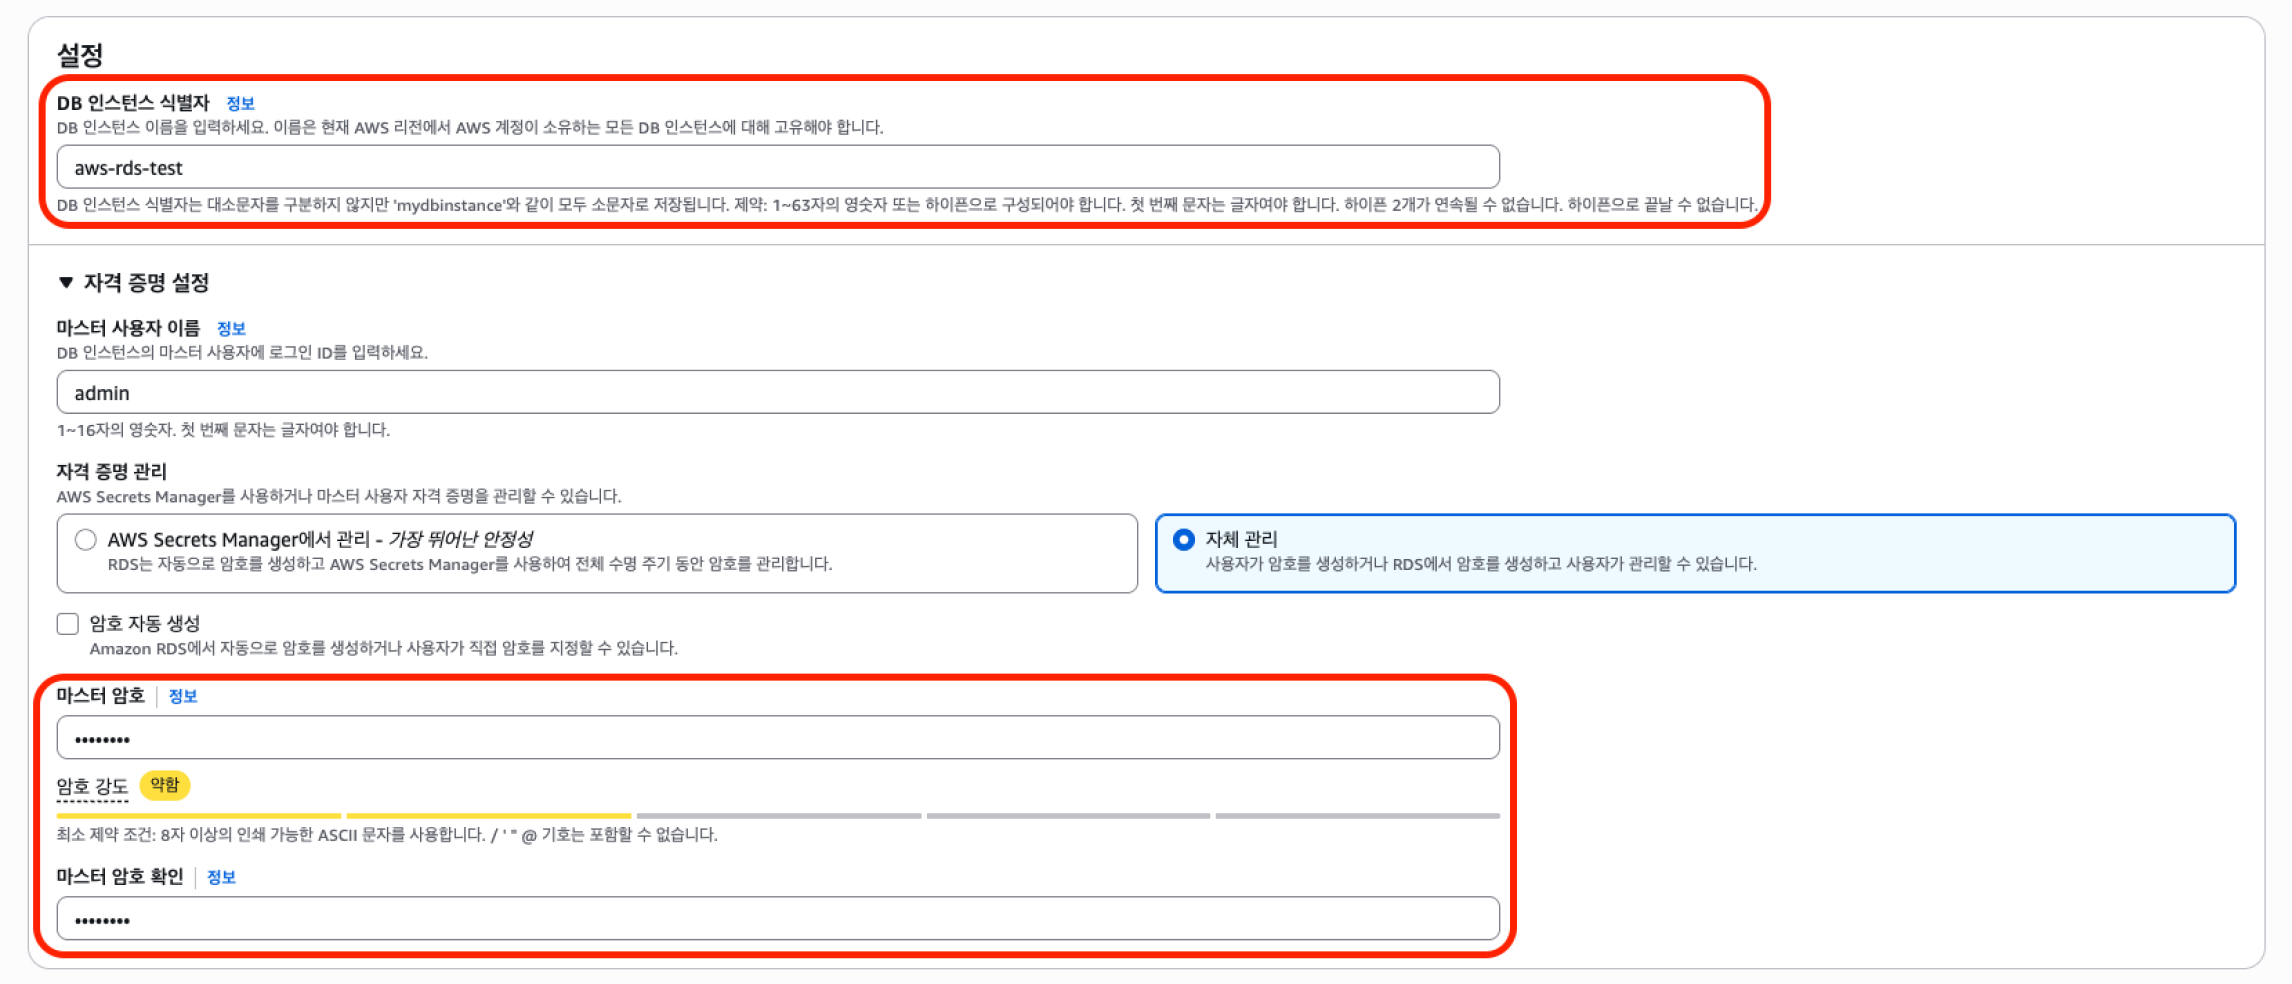 설정
DB 인스턴스 식별자 정보
DB 인스턴스 이름을 입력하세요. 이름은 현재 AWS 리전에서 AWS 계정이 소유하는 모든 DB 인스턴스에 대해 고유해야 합니다.
aws-rds-test
DB 인스턴스 식별자는 대소문자를 구분하지 않지만 'mydbinstance'와 같이 모두 소문자로 저장됩니다. 제약: 1~63자의 영숫자 또는 하이픈으로 구성되어야 합니다. 첫 번째 문자는 글자여야 합니다. 하이픈 2개가 연속될 수 없습니다. 하이픈으로 끝날 수 없습니다.
▼ 자격 증명 설정
마스터 사용자 이름 정보
DB 인스턴스의 마스터 사용자에 로그인 ID를 입력하세요.
admin
1~16자의 영숫자. 첫 번째 문자는 글자여야 합니다.
자격 증명 관리
AWS Secrets Manager를 사용하거나 마스터 사용자 자격 증명을 관리할 수 있습니다.
AWS Secrets Manager에서 관리 - 가장 뛰어난 안정성
RDS는 자동으로 암호를 생성하고 AWS Secrets Manager를 사용하여 전체 수명 주기 동안 암호를 관리합니다.
자체 관리
사용자가 암호를 생성하거나 RDS에서 암호를 생성하고 사용자가 관리할 수 있습니다.
암호 자동 생성
Amazon RDS에서 자동으로 암호를 생성하거나 사용자가 직접 암호를 지정할 수 있습니다.
마스터 암호 | 정보
••••••••
암호 강도 약함
최소 제약 조건: 8자 이상의 인쇄 가능한 ASCII 문자를 사용합니다. / ' " @ 기호는 포함할 수 없습니다.
마스터 암호 확인 | 정보
••••••••